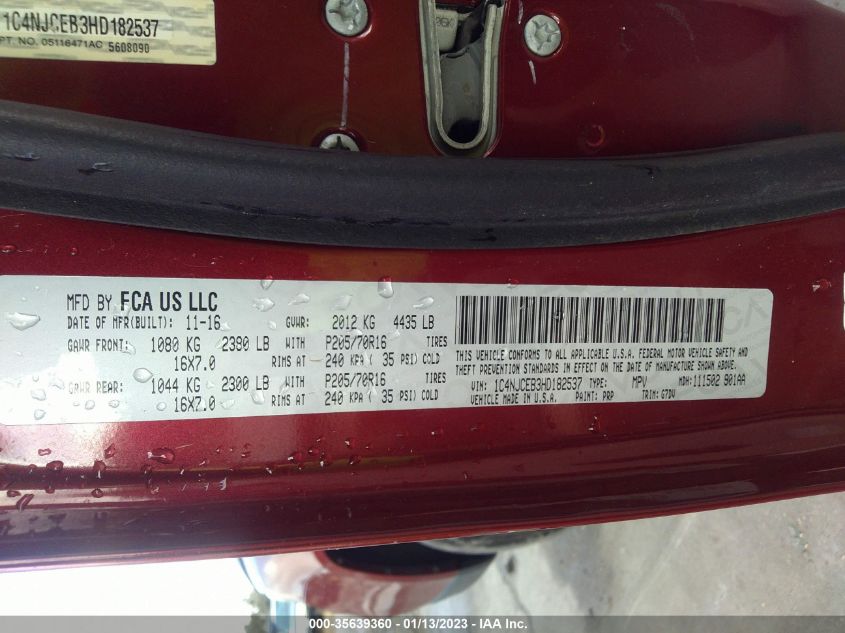 1C4NJCEB3HD182537
PT. NO. 05116471AC 5608090
MFD BY FCA US LLC
DATE OF MFR(BUILT): 11-16 GVWR: 2012 KG 4435 LB
GAWR FRONT: 1080 KG 2380 LB WITH P205/70R16 TIRES
16X7.0 RIMS AT 240 KPA ( 35 PSI) COLD
GAWR REAR: 1044 KG 2300 LB WITH P205/70R16 TIRES
16X7.0 RIMS AT 240 KPA ( 35 PSI) COLD
THIS VEHICLE CONFORMS TO ALL APPLICABLE U.S.A. FEDERAL MOTOR VEHICLE SAFETY AND
THEFT PREVENTION STANDARDS IN EFFECT ON THE DATE OF MANUFACTURE SHOWN ABOVE.
VIN: 1C4NJCEB3HD182537 TYPE: MPV MDH: 111502 901AA
VEHICLE MADE IN U.S.A. PAINT: PRP TRIM: G7DV
000-35639360 - 01/13/2023 - IAA Inc.